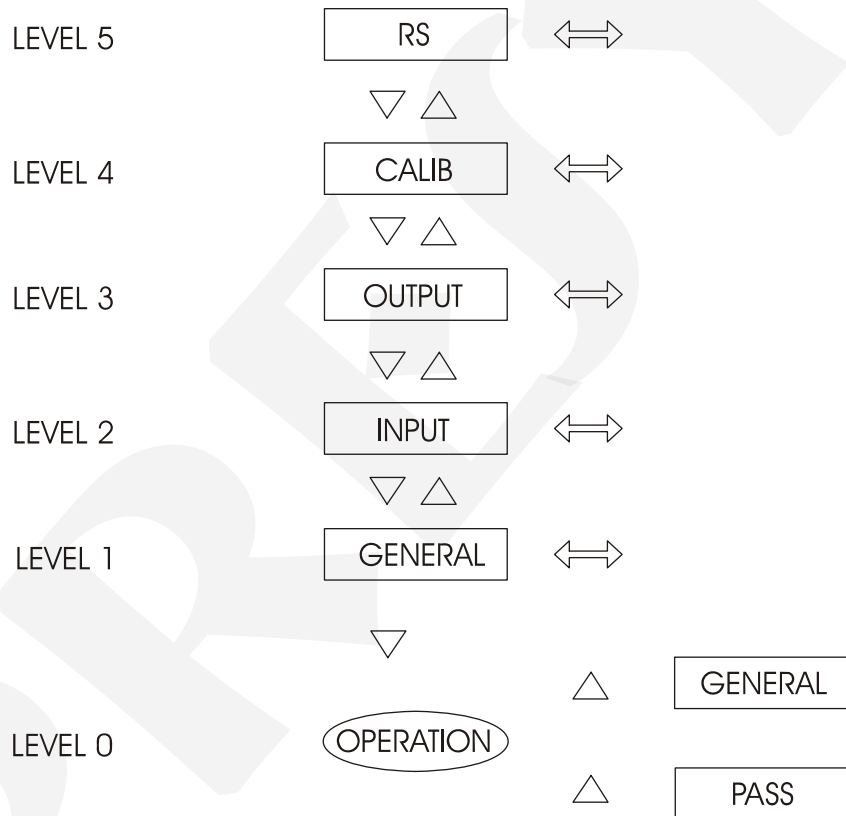 LEVEL 5 RS
LEVEL 4 CALIB
LEVEL 3 OUTPUT
LEVEL 2 INPUT
LEVEL 1 GENERAL
GENERAL
LEVEL 0 OPERATION
PASS